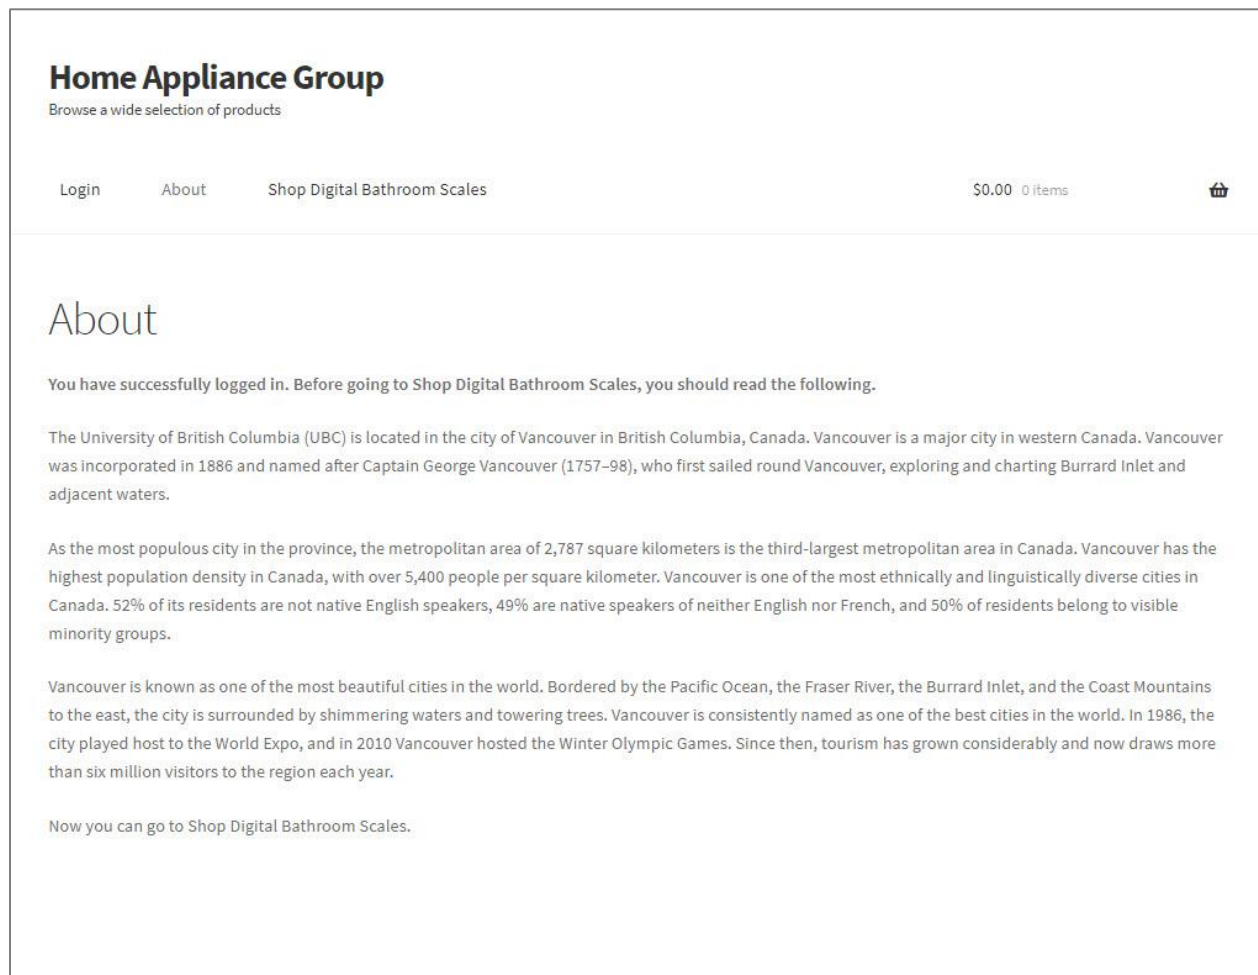 Home Appliance Group
Browse a wide selection of products
Login About Shop Digital Bathroom Scales $0.00 0 items
About
You have successfully logged in. Before going to Shop Digital Bathroom Scales, you should read the following.
The University of British Columbia (UBC) is located in the city of Vancouver in British Columbia, Canada. Vancouver is a major city in western Canada. Vancouver
was incorporated in 1886 and named after Captain George Vancouver (1757–98), who first sailed round Vancouver, exploring and charting Burrard Inlet and
adjacent waters.
As the most populous city in the province, the metropolitan area of 2,787 square kilometers is the third-largest metropolitan area in Canada. Vancouver has the
highest population density in Canada, with over 5,400 people per square kilometer. Vancouver is one of the most ethnically and linguistically diverse cities in
Canada. 52% of its residents are not native English speakers, 49% are native speakers of neither English nor French, and 50% of residents belong to visible
minority groups.
Vancouver is known as one of the most beautiful cities in the world. Bordered by the Pacific Ocean, the Fraser River, the Burrard Inlet, and the Coast Mountains
to the east, the city is surrounded by shimmering waters and towering trees. Vancouver is consistently named as one of the best cities in the world. In 1986, the
city played host to the World Expo, and in 2010 Vancouver hosted the Winter Olympic Games. Since then, tourism has grown considerably and now draws more
than six million visitors to the region each year.
Now you can go to Shop Digital Bathroom Scales.